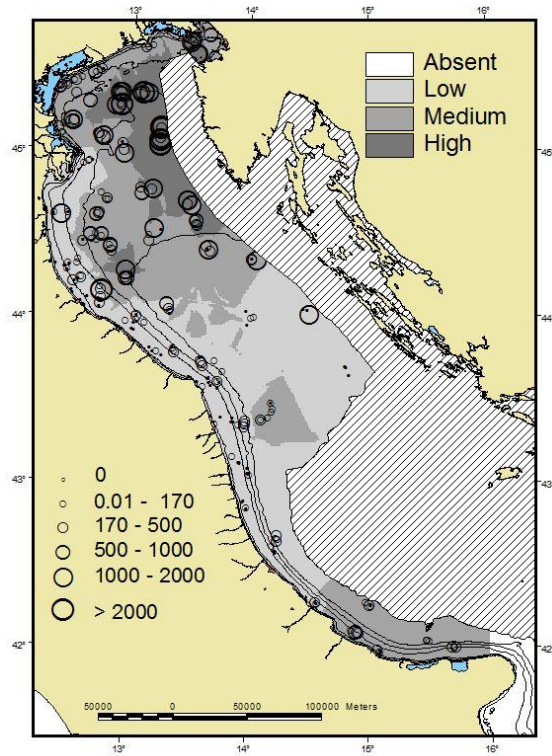 13° 14° 15° 16°
Absent
Low
Medium
High
45° 45°
44° 44°
43° 43°
0
0.01 - 170
170 - 500
500 - 1000
1000 - 2000
> 2000
42° 42°
50000 0 50000 100000 Meters
13° 14° 15° 16°